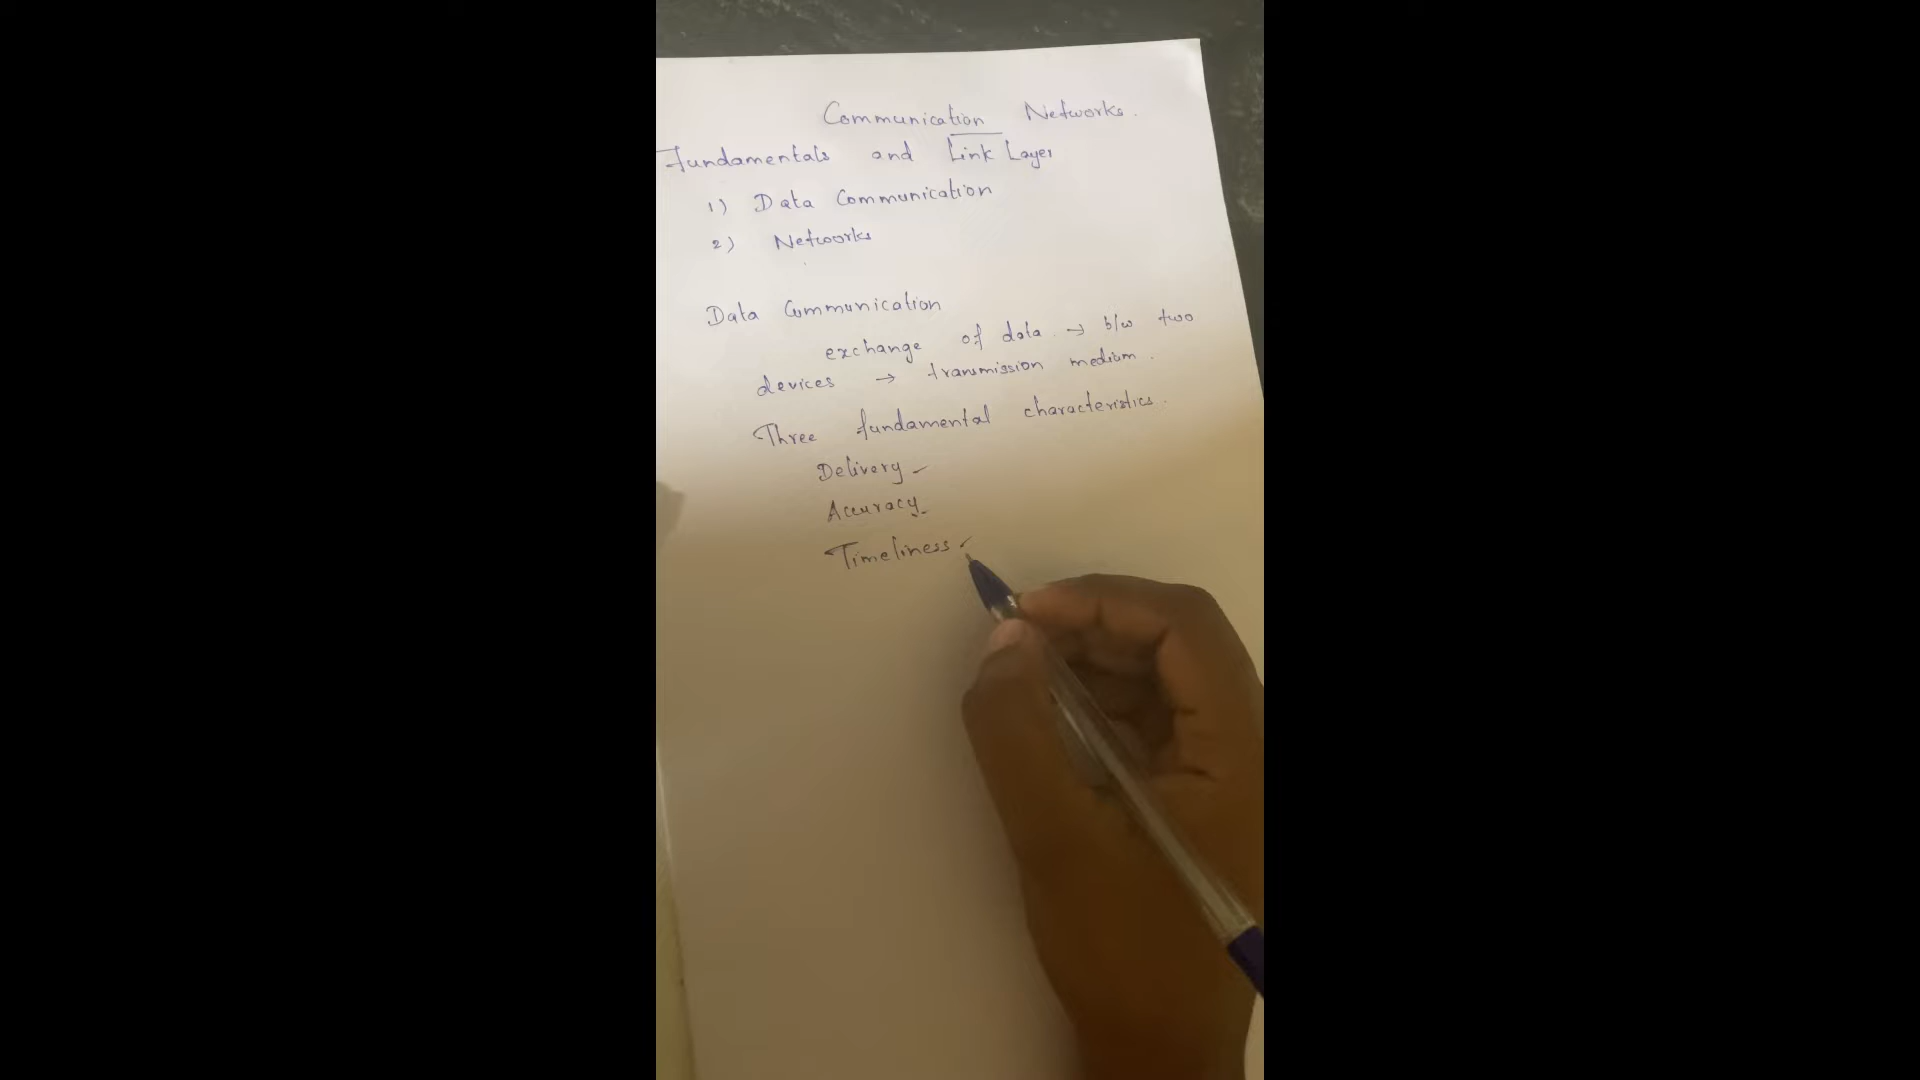 Communication Networks.
Fundamentals and Link Layer
1) Data Communication
2) Networks
Data Communication
exchange of data → b/w two
devices → transmission medium.
Three fundamental characteristics.
Delivery
Accuracy
Timeliness